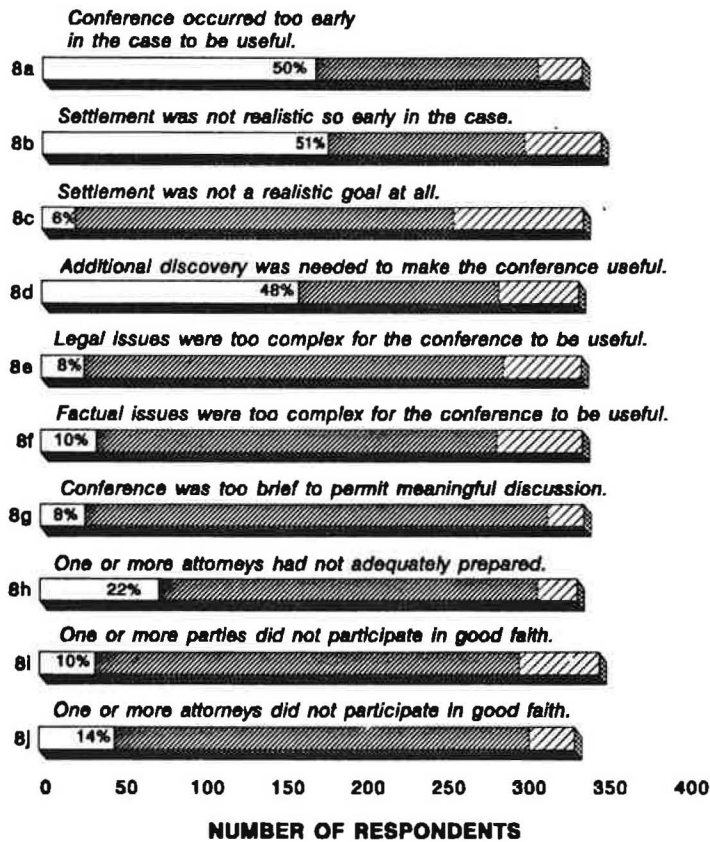 Conference occurred too early
in the case to be useful.
8a 50%
Settlement was not realistic so early in the case.
8b 51%
Settlement was not a realistic goal at all.
8c 6%
Additional discovery was needed to make the conference useful.
8d 48%
Legal issues were too complex for the conference to be useful.
8e 8%
Factual issues were too complex for the conference to be useful.
8f 10%
Conference was too brief to permit meaningful discussion.
8g 8%
One or more attorneys had not adequately prepared.
8h 22%
One or more parties did not participate in good faith.
8i 10%
One or more attorneys did not participate in good faith.
8j 14%
0 50 100 150 200 250 300 350 400
NUMBER OF RESPONDENTS